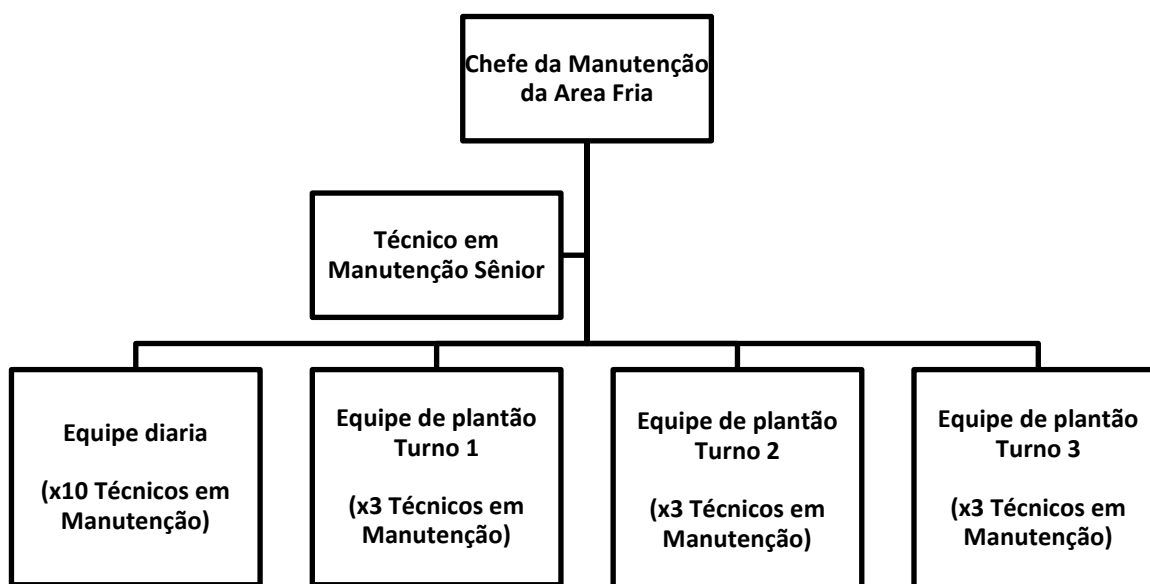 Chefe da Manutenção
da Area Fria
Técnico em
Manutenção Sênior
Equipe diaria
(x10 Técnicos em
Manutenção)
Equipe de plantão
Turno 1
(x3 Técnicos em
Manutenção)
Equipe de plantão
Turno 2
(x3 Técnicos em
Manutenção)
Equipe de plantão
Turno 3
(x3 Técnicos em
Manutenção)